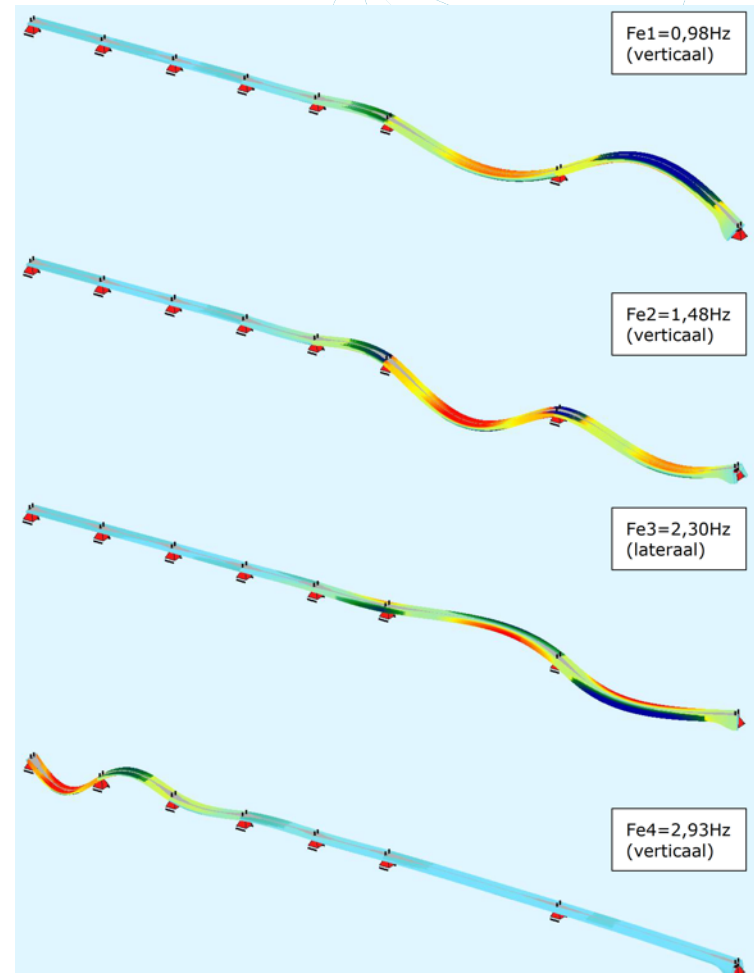 Fe1=0,98Hz
(verticaal)
Fe2=1,48Hz
(verticaal)
Fe3=2,30Hz
(lateraal)
Fe4=2,93Hz
(verticaal)